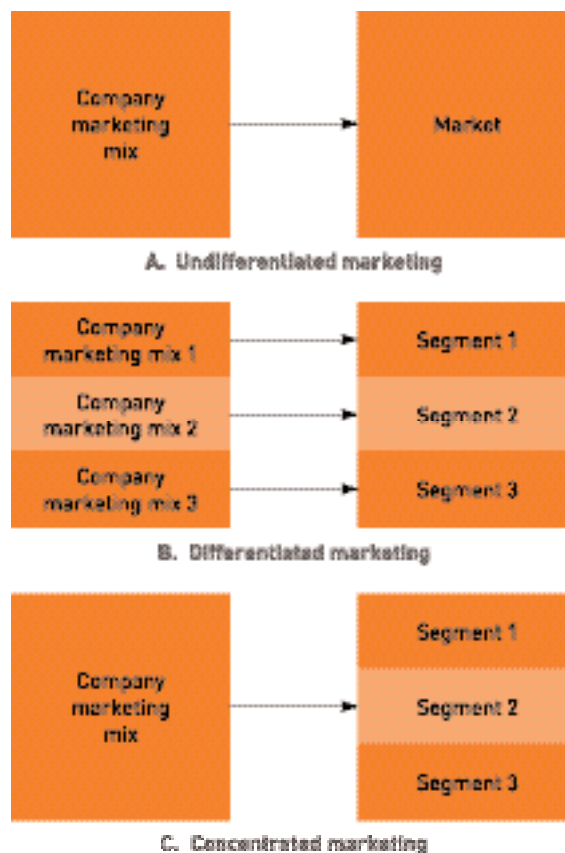 Company
marketing
mix
Market
A. Undifferentiated marketing
Company
marketing mix 1
Segment 1
Company
marketing mix 2
Segment 2
Company
marketing mix 3
Segment 3
B. Differentiated marketing
Company
marketing
mix
Segment 1
Segment 2
Segment 3
C. Concentrated marketing